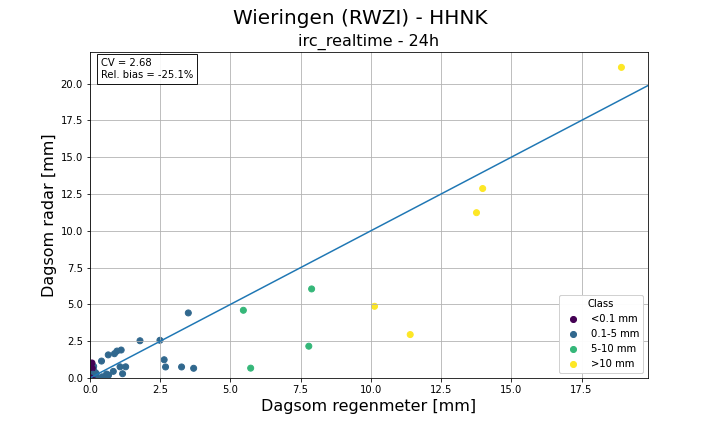 Wieringen (RWZI) - HHNK
irc_realtime - 24h
CV = 2.68
Rel. bias = -25.1%
Dagsom radar [mm]
20.0
17.5
15.0
12.5
10.0
7.5
5.0
2.5
0.0
Class
<0.1 mm
0.1-5 mm
5-10 mm
>10 mm
0.0 2.5 5.0 7.5 10.0 12.5 15.0 17.5
Dagsom regenmeter [mm]